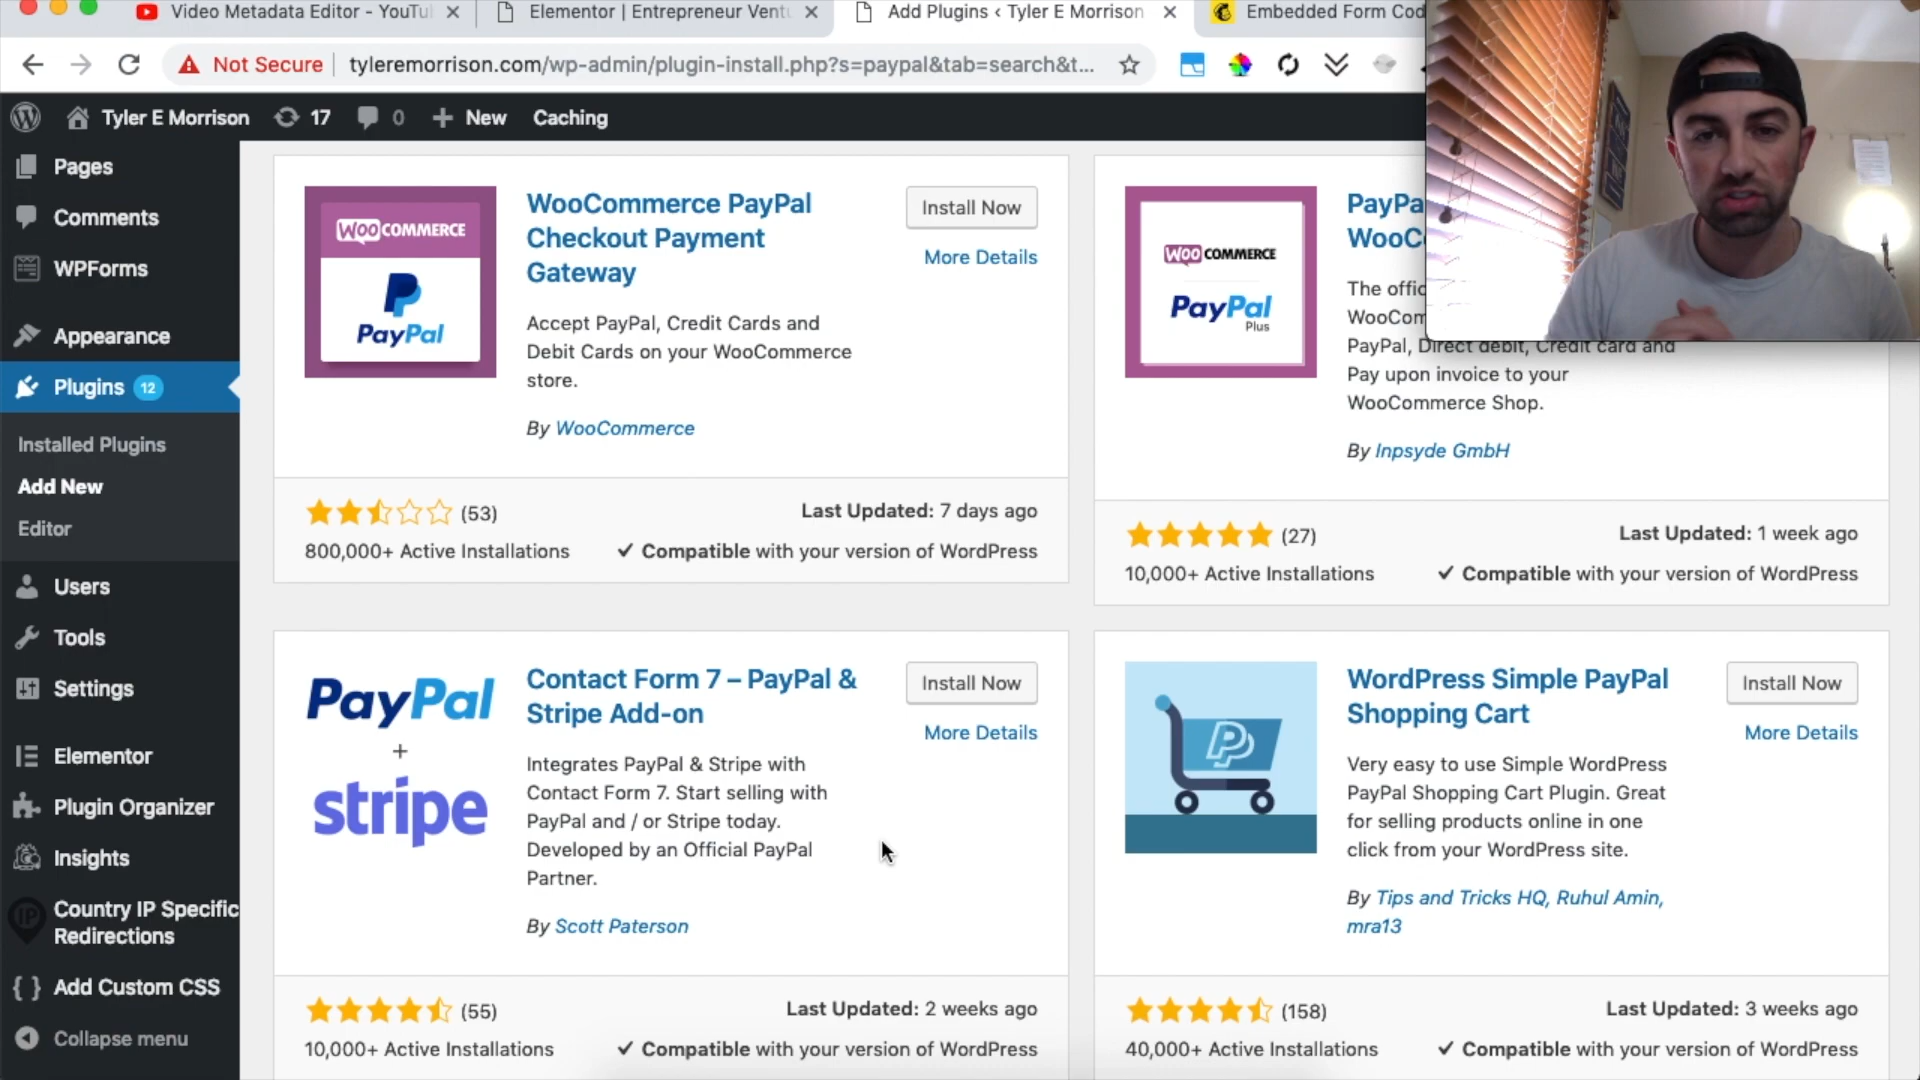 Video Metadata Editor - YouTu
Elementor | Entrepreneur Vent
Add Plugins ‹ Tyler E Morrison
Embedded Form Cod
Not Secure
tyleremorrison.com/wp-admin/plugin-install.php?s=paypal&tab=search&t...
Tyler E Morrison
17
0
New
Caching
Pages
Comments
WPForms
Appearance
Plugins 12
Installed Plugins
Add New
Editor
Users
Tools
Settings
Elementor
Plugin Organizer
Insights
IP
Country IP Specific
Redirections
Add Custom CSS
Collapse menu
WOO COMMERCE
PayPal
WooCommerce PayPal
Checkout Payment
Gateway
Install Now
More Details
Accept PayPal, Credit Cards and
Debit Cards on your WooCommerce
store.
By WooCommerce
(53)
Last Updated: 7 days ago
800,000+ Active Installations
Compatible with your version of WordPress
WOO COMMERCE
PayPal
Plus
PayPa
WooC
The offic
WooCom
PayPal, Direct debit, Credit card and
Pay upon invoice to your
WooCommerce Shop.
By Inpsyde GmbH
(27)
Last Updated: 1 week ago
10,000+ Active Installations
Compatible with your version of WordPress
PayPal
+
stripe
Contact Form 7 – PayPal &
Stripe Add-on
Install Now
More Details
Integrates PayPal & Stripe with
Contact Form 7. Start selling with
PayPal and / or Stripe today.
Developed by an Official PayPal
Partner.
By Scott Paterson
(55)
Last Updated: 2 weeks ago
10,000+ Active Installations
Compatible with your version of WordPress
WordPress Simple PayPal
Shopping Cart
Install Now
More Details
Very easy to use Simple WordPress
PayPal Shopping Cart Plugin. Great
for selling products online in one
click from your WordPress site.
By Tips and Tricks HQ, Ruhul Amin,
mra13
(158)
Last Updated: 3 weeks ago
40,000+ Active Installations
Compatible with your version of WordPress